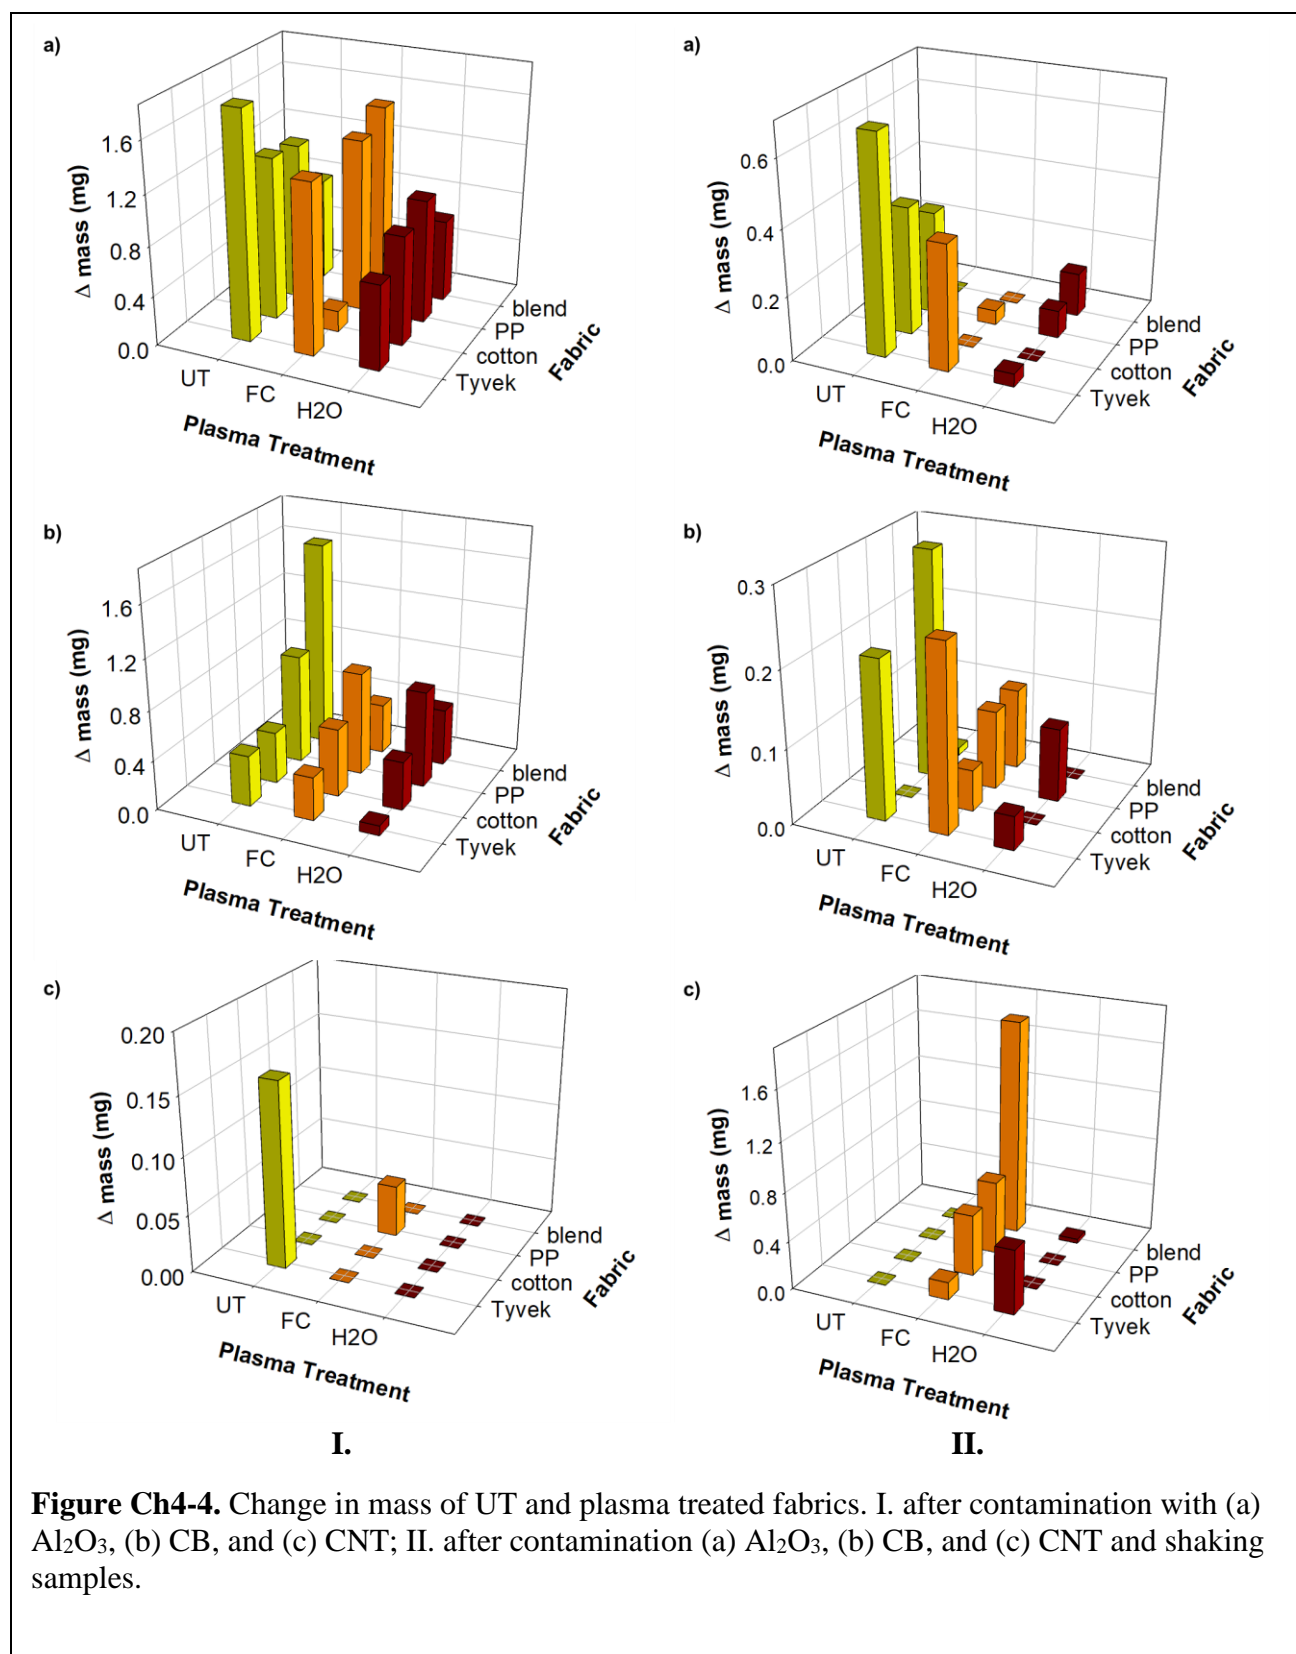 a)
Δ mass (mg)
1.6
1.2
0.8
0.4
0.0
UT
FC
H2O
Plasma Treatment
Tyvek
cotton
PP
blend
Fabric
a)
Δ mass (mg)
0.6
0.4
0.2
0.0
UT
FC
H2O
Plasma Treatment
Tyvek
cotton
PP
blend
Fabric
b)
Δ mass (mg)
1.6
1.2
0.8
0.4
0.0
UT
FC
H2O
Plasma Treatment
Tyvek
cotton
PP
blend
Fabric
b)
Δ mass (mg)
0.3
0.2
0.1
0.0
UT
FC
H2O
Plasma Treatment
Tyvek
cotton
PP
blend
Fabric
c)
Δ mass (mg)
0.20
0.15
0.10
0.05
0.00
UT
FC
H2O
Plasma Treatment
Tyvek
cotton
PP
blend
Fabric
c)
Δ mass (mg)
1.6
1.2
0.8
0.4
0.0
UT
FC
H2O
Plasma Treatment
Tyvek
cotton
PP
blend
Fabric
I.
II.
Figure Ch4-4. Change in mass of UT and plasma treated fabrics. I. after contamination with (a)
Al₂O₃, (b) CB, and (c) CNT; II. after contamination (a) Al₂O₃, (b) CB, and (c) CNT and shaking
samples.